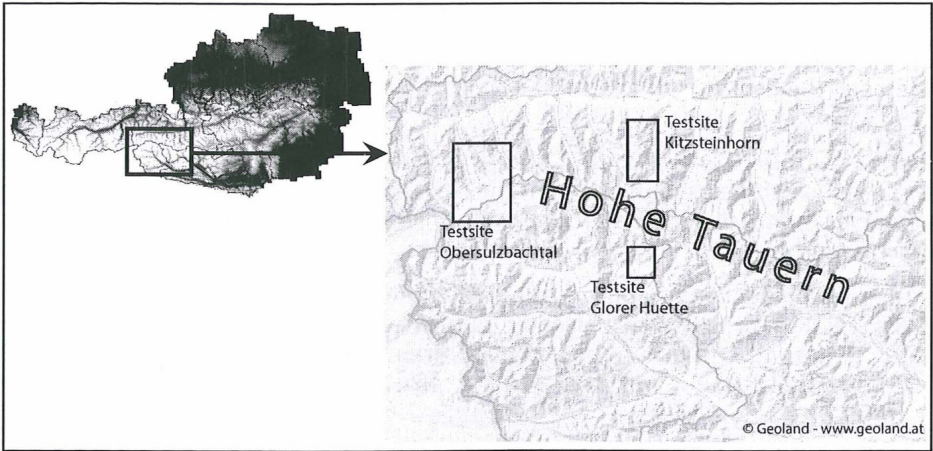 Testsite
Kitzsteinhorn
Hohe Tauern
Testsite
Obersulzbachtal
Testsite
Glorer Huette
© Geoland - www.geoland.at